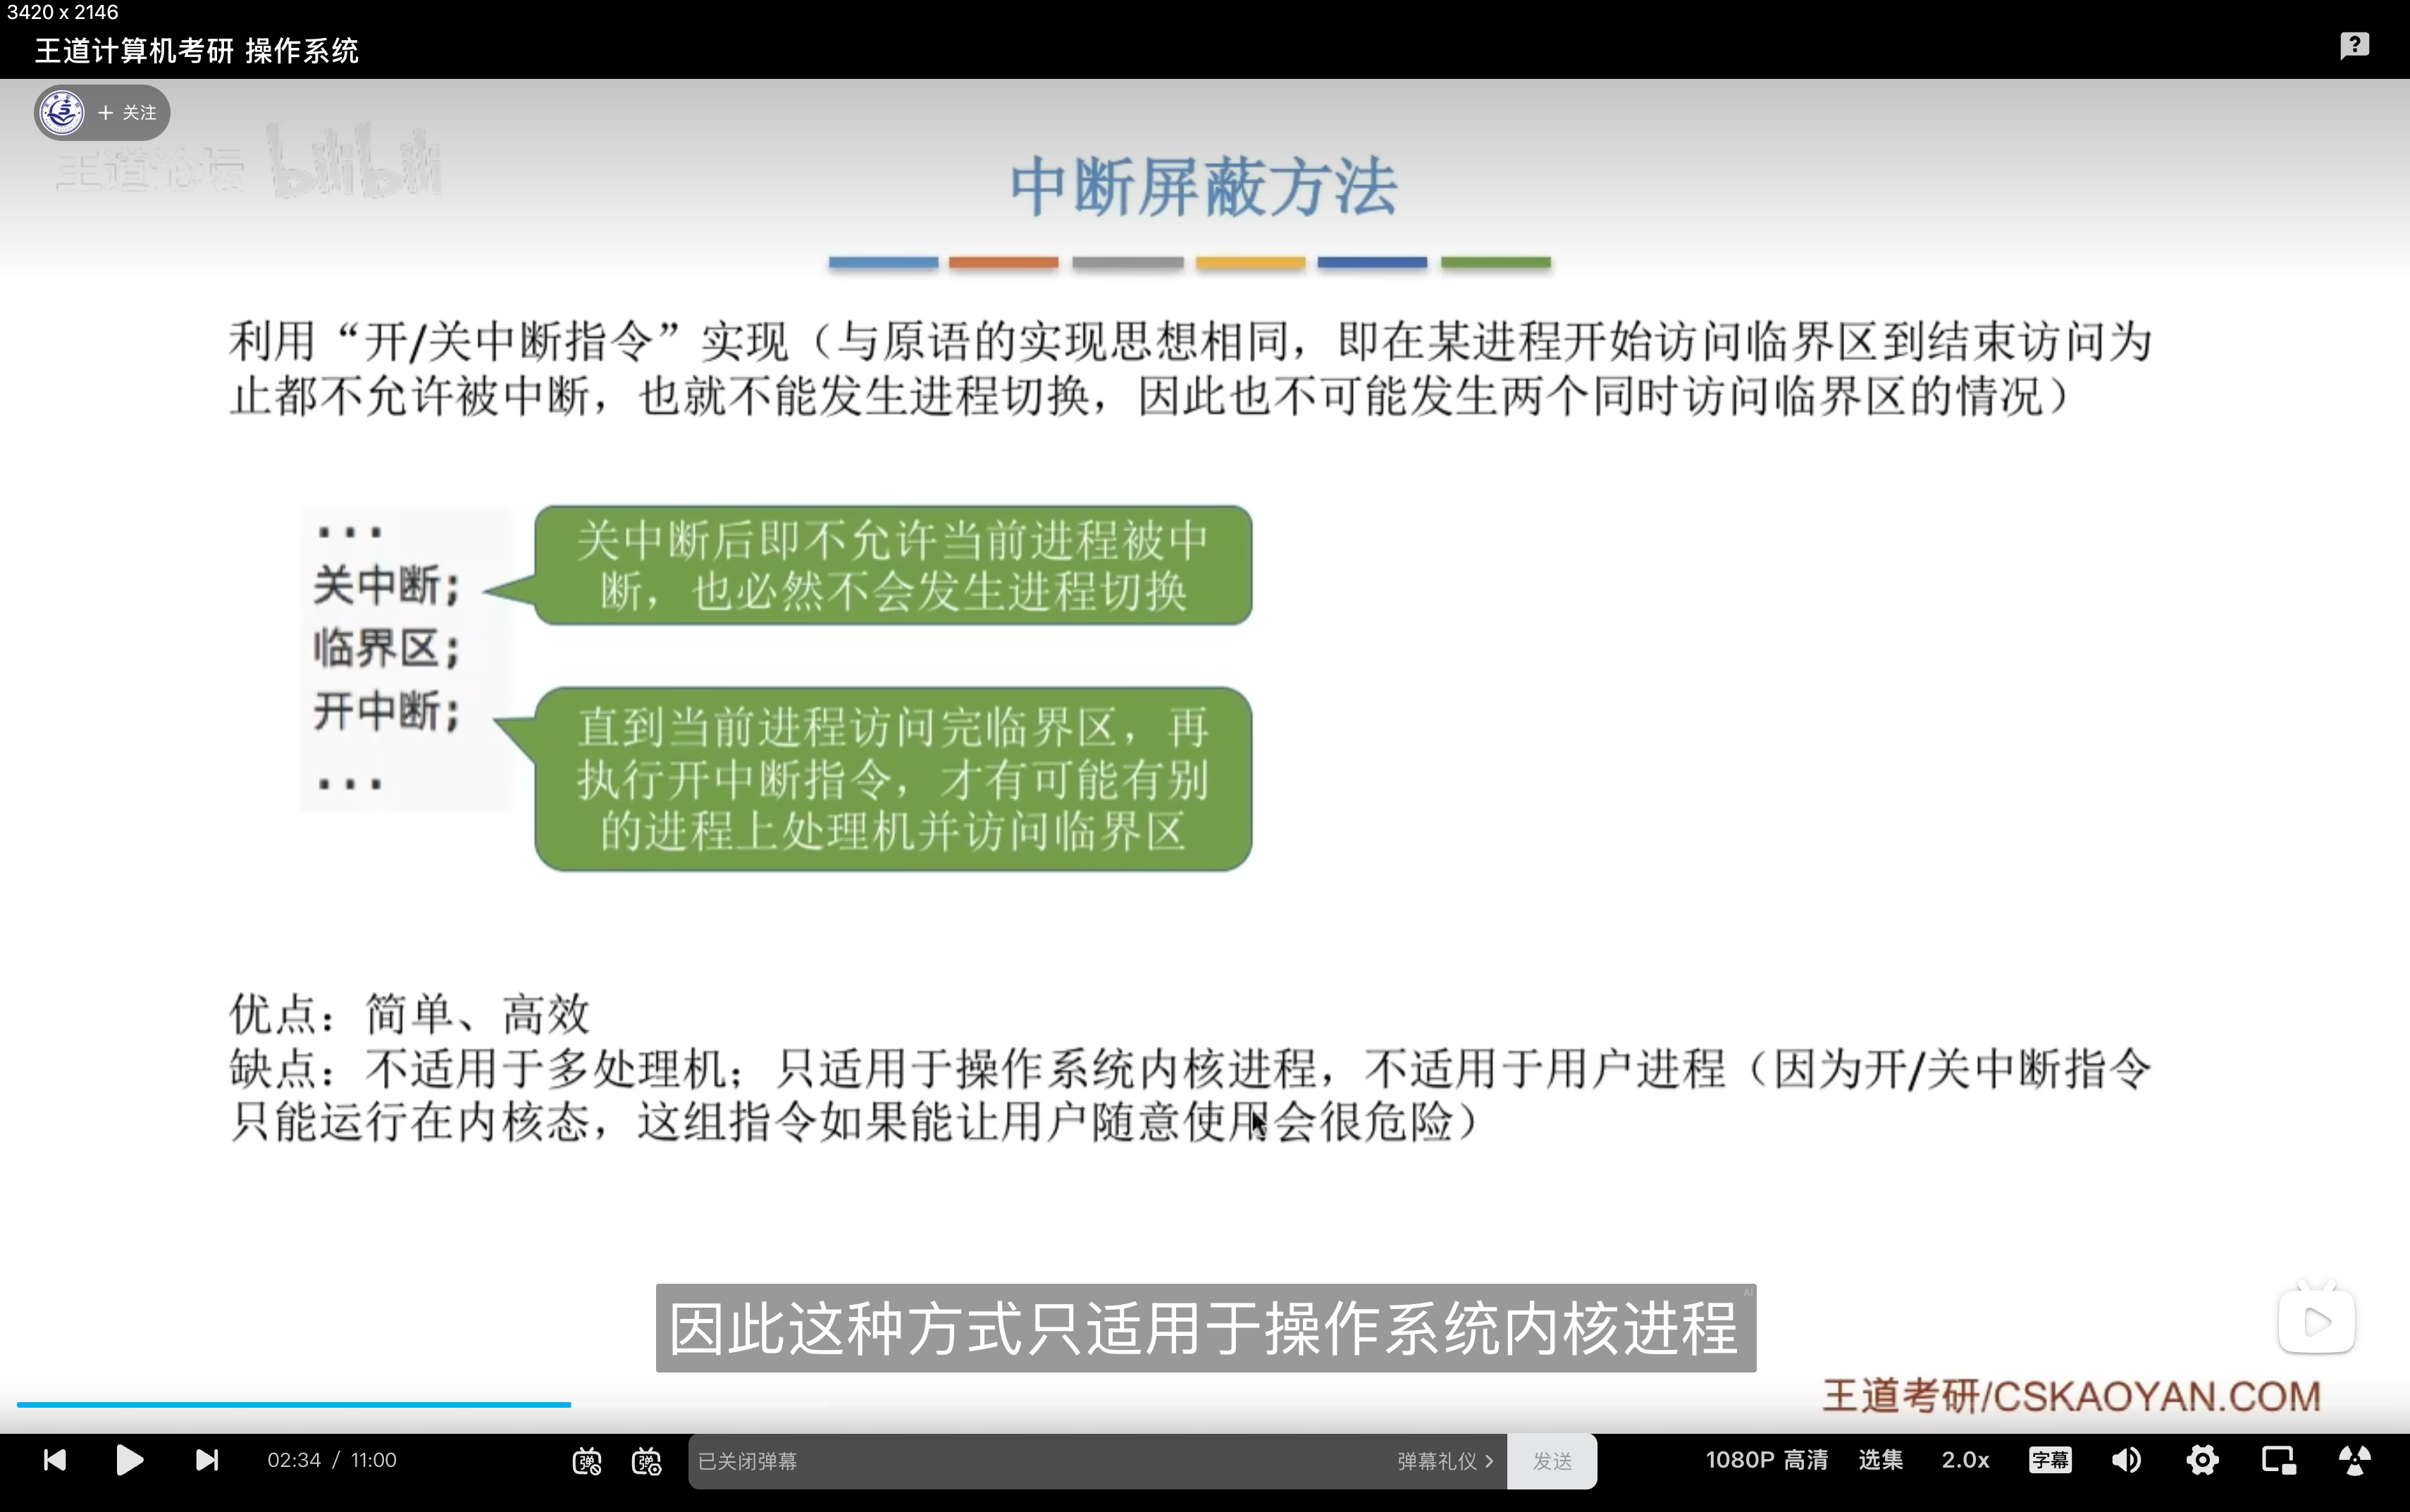 3420 x 2146
王道计算机考研 操作系统
+ 关注
王道论坛 bilibili
中断屏蔽方法
利用“开/关中断指令”实现（与原语的实现思想相同，即在某进程开始访问临界区到结束访问为
止都不允许被中断，也就不能发生进程切换，因此也不可能发生两个同时访问临界区的情况）
...
关中断;
临界区;
开中断;
...
关中断后即不允许当前进程被中
断，也必然不会发生进程切换
直到当前进程访问完临界区，再
执行开中断指令，才有可能有别
的进程上处理机并访问临界区
优点：简单、高效
缺点：不适用于多处理机；只适用于操作系统内核进程，不适用于用户进程（因为开/关中断指令
只能运行在内核态，这组指令如果能让用户随意使用会很危险）
AI
因此这种方式只适用于操作系统内核进程
王道考研/CSKAOYAN.COM
02:34 / 11:00
弹
弹
已关闭弹幕
弹幕礼仪 >
发送
1080P 高清
选集
2.0x
字幕